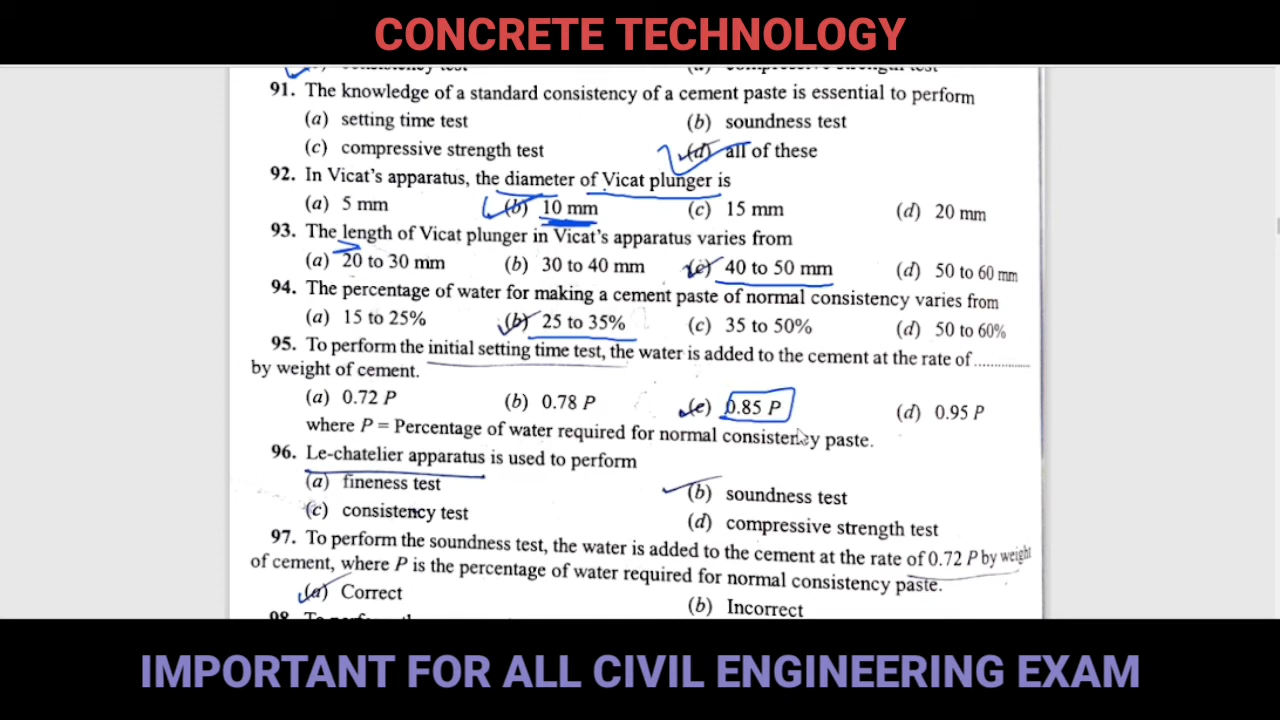 CONCRETE TECHNOLOGY
consistency test (d) compressive strength test
91. The knowledge of a standard consistency of a cement paste is essential to perform
(a) setting time test (b) soundness test
(c) compressive strength test (d) all of these
92. In Vicat's apparatus, the diameter of Vicat plunger is
(a) 5 mm (b) 10 mm (c) 15 mm (d) 20 mm
93. The length of Vicat plunger in Vicat's apparatus varies from
(a) 20 to 30 mm (b) 30 to 40 mm (c) 40 to 50 mm (d) 50 to 60 mm
94. The percentage of water for making a cement paste of normal consistency varies from
(a) 15 to 25% (b) 25 to 35% (c) 35 to 50% (d) 50 to 60%
95. To perform the initial setting time test, the water is added to the cement at the rate of ..............
by weight of cement.
(a) 0.72 P (b) 0.78 P (c) 0.85 P (d) 0.95 P
where P = Percentage of water required for normal consistency paste.
96. Le-chatelier apparatus is used to perform
(a) fineness test (b) soundness test
(c) consistency test (d) compressive strength test
97. To perform the soundness test, the water is added to the cement at the rate of 0.72 P by weight
of cement, where P is the percentage of water required for normal consistency paste.
(a) Correct (b) Incorrect
98. To perform the
IMPORTANT FOR ALL CIVIL ENGINEERING EXAM